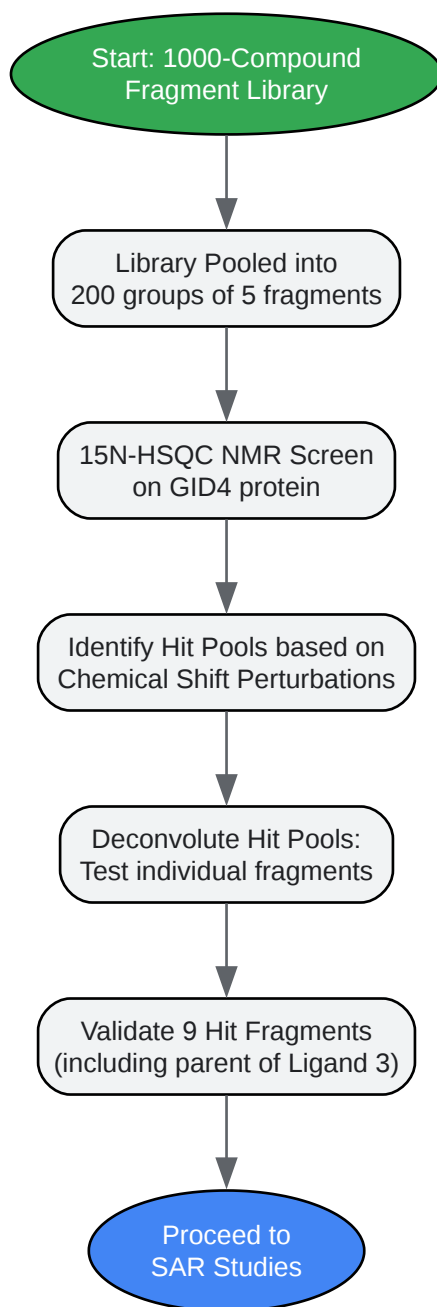 Start: 1000-Compound
Fragment Library
Library Pooled into
200 groups of 5 fragments
15N-HSQC NMR Screen
on GID4 protein
Identify Hit Pools based on
Chemical Shift Perturbations
Deconvolute Hit Pools:
Test individual fragments
Validate 9 Hit Fragments
(including parent of Ligand 3)
Proceed to
SAR Studies